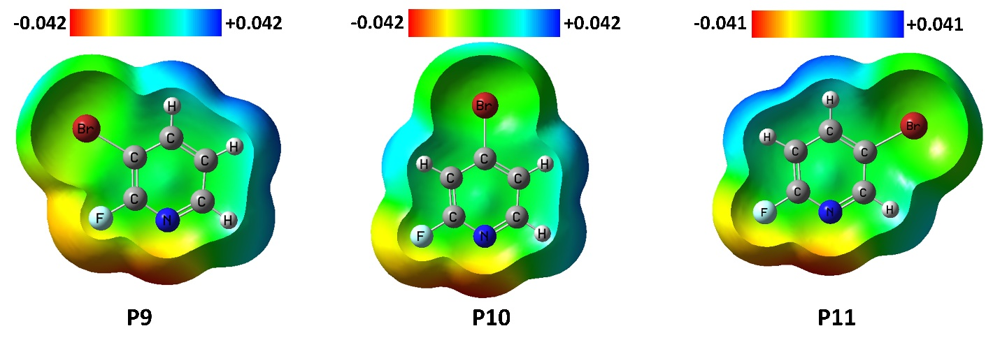 -0.042 +0.042 -0.042 +0.042 -0.041 +0.041
H Br C H C C C C F N H
Br H C H C C C C F N H
H Br H C C C C C F N H
P9 P10 P11